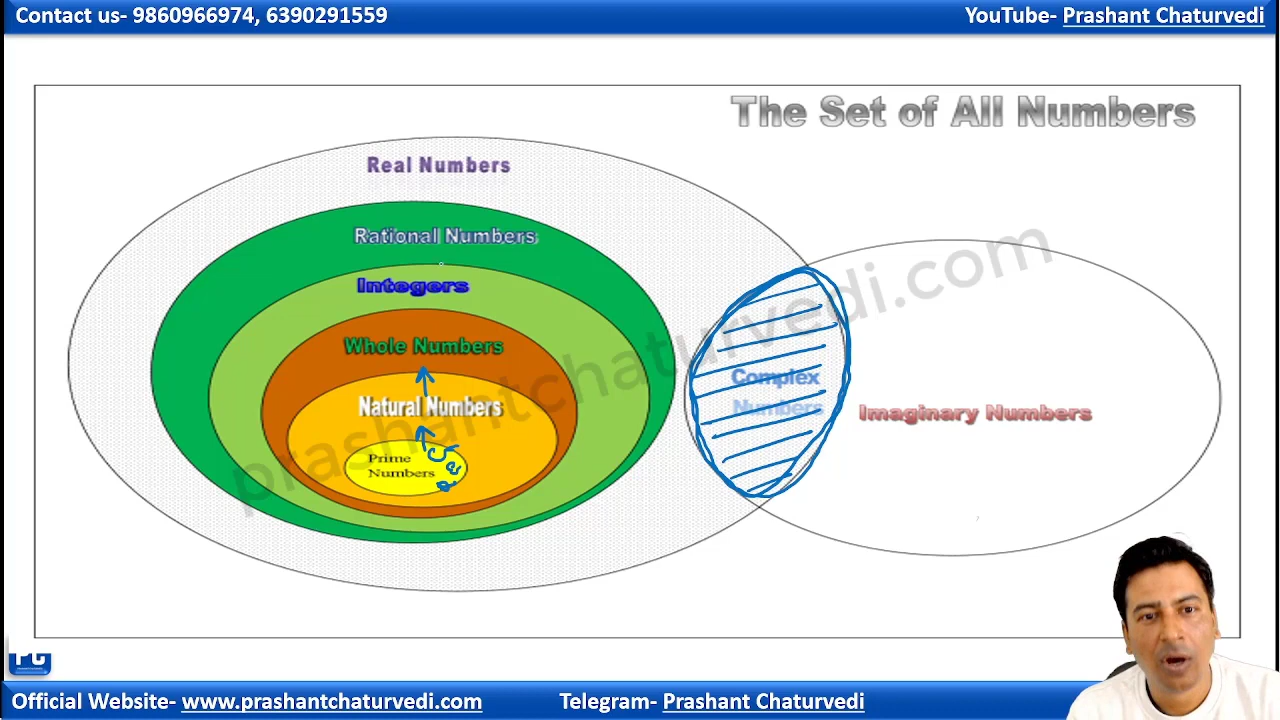 Contact us- 9860966974, 6390291559
YouTube- Prashant Chaturvedi
The Set of All Numbers
Real Numbers
Rational Numbers
Integers
Whole Numbers
Natural Numbers
Prime
Numbers
Complex
Numbers
Imaginary Numbers
prashantchaturvedi.com
Official Website- www.prashantchaturvedi.com
Telegram- Prashant Chaturvedi